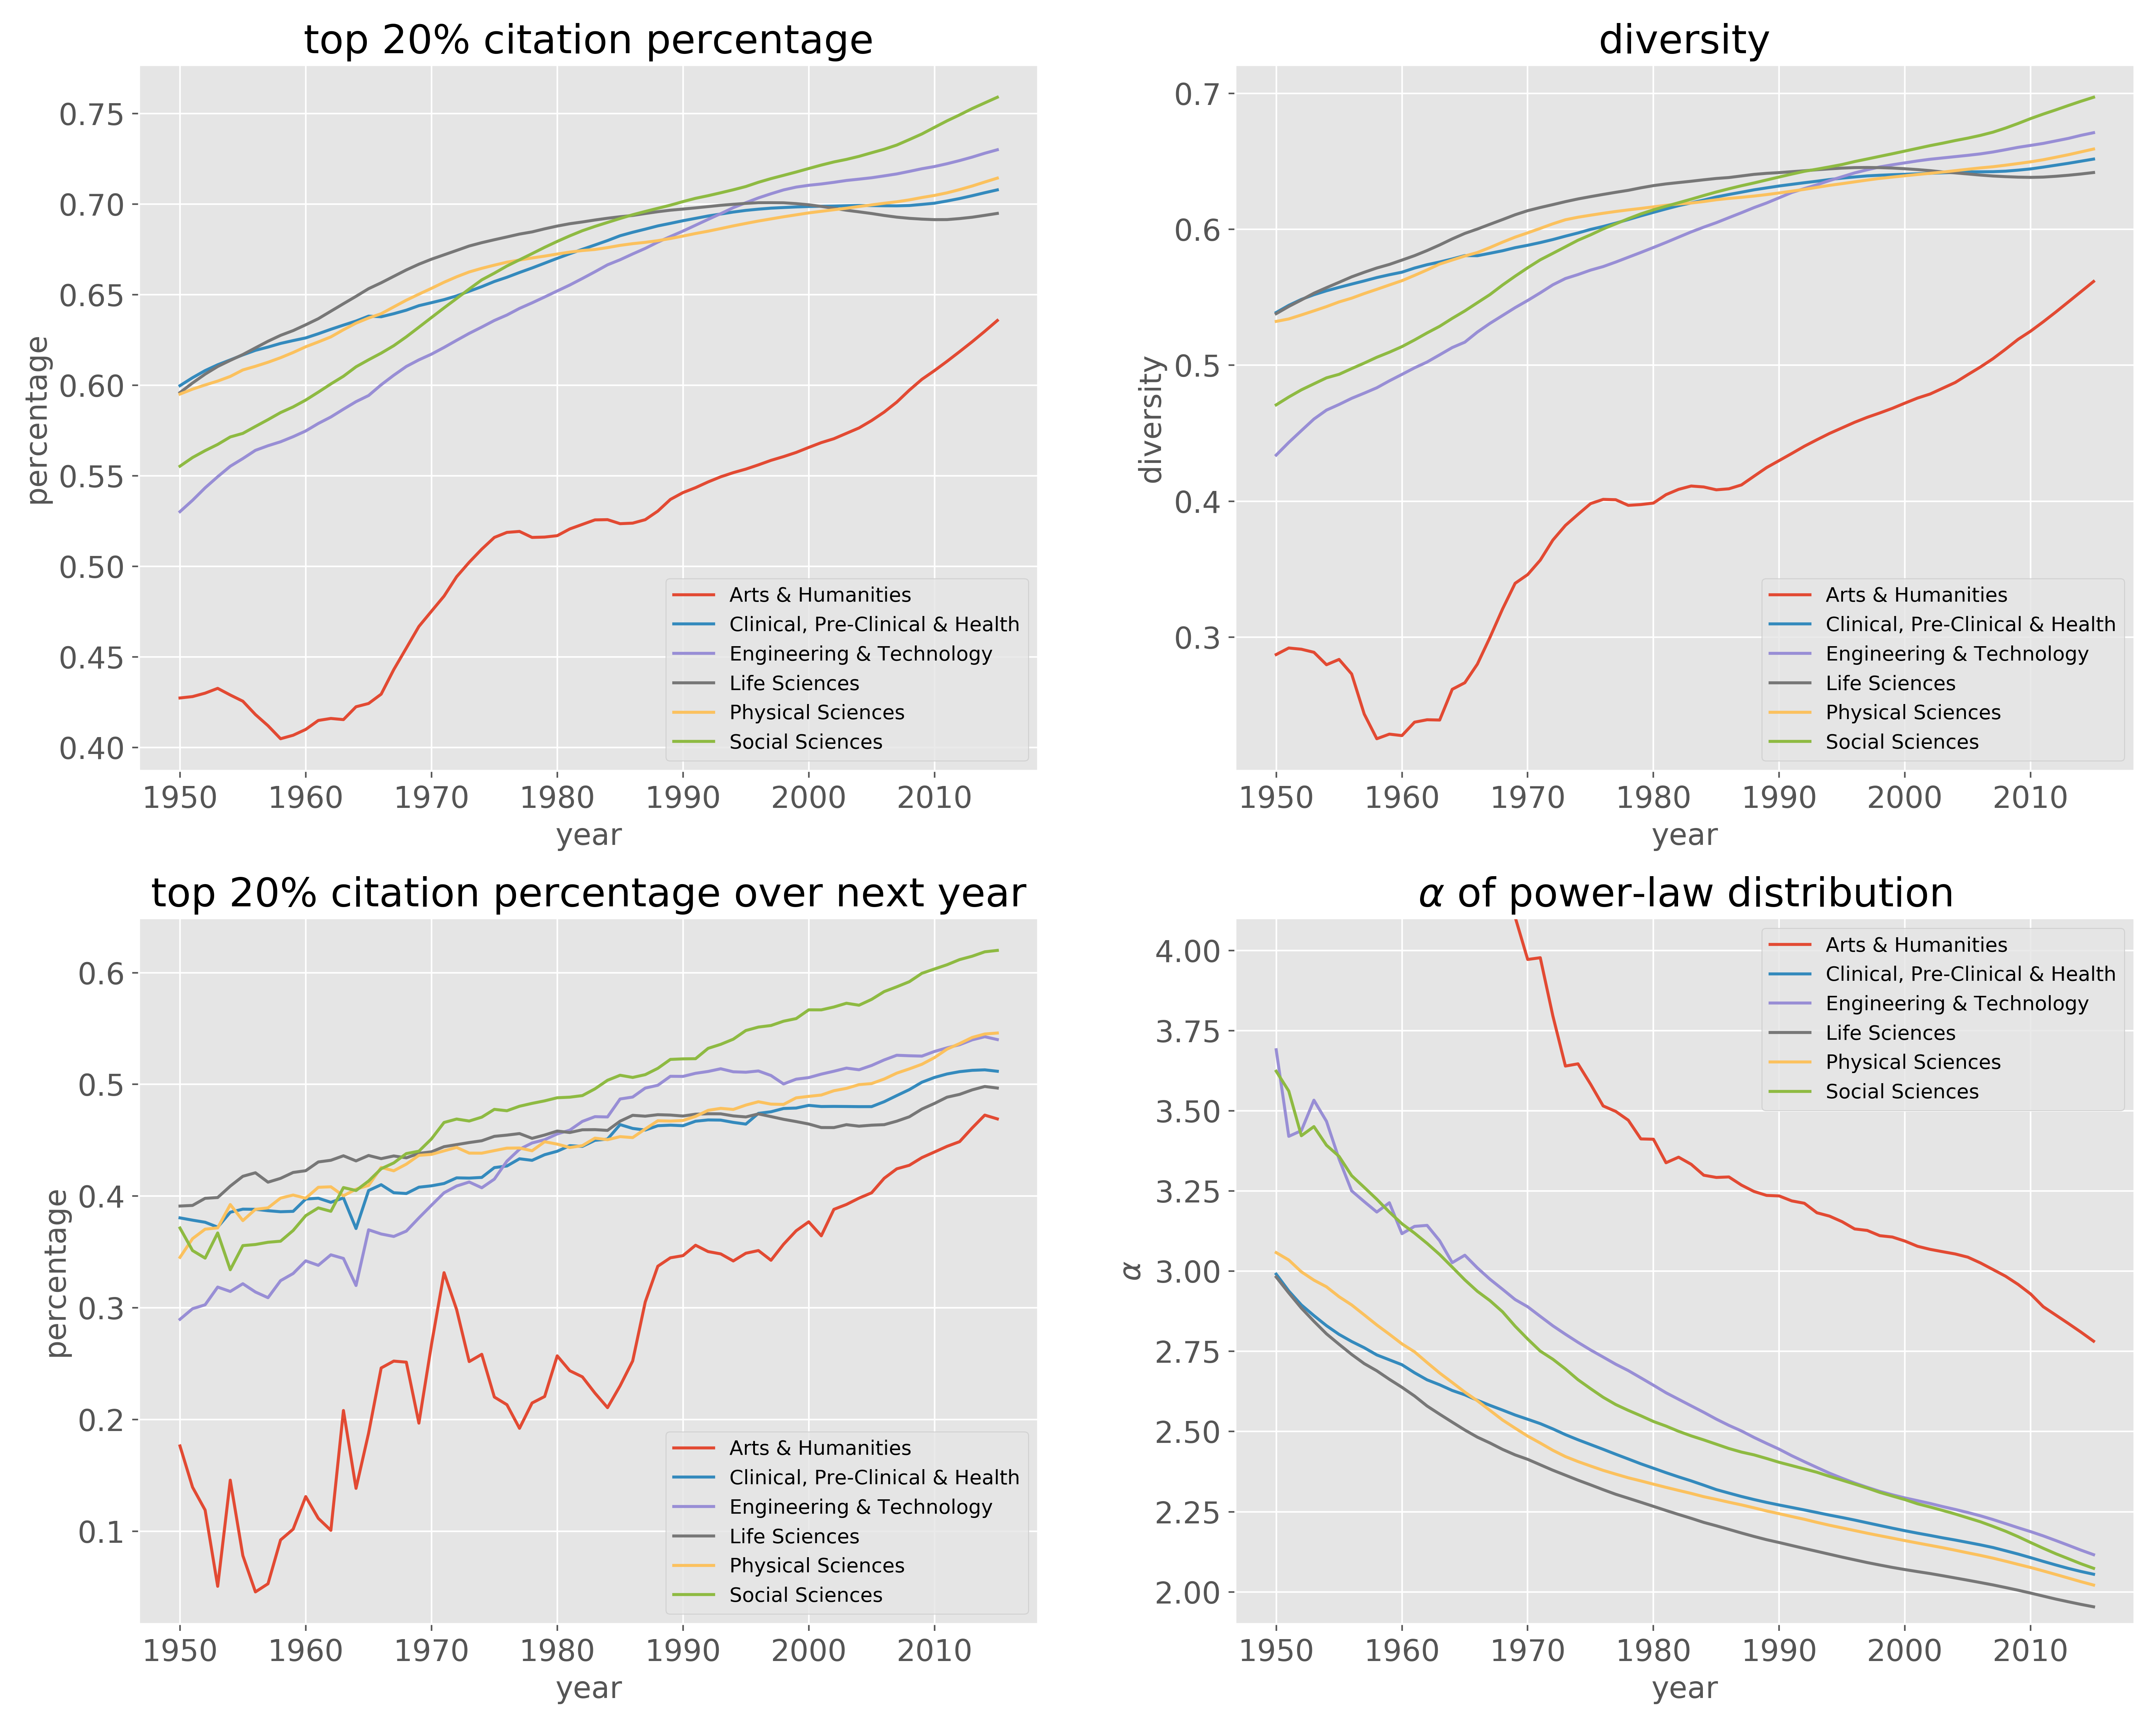 top 20% citation percentage
percentage
0.75
0.70
0.65
0.60
0.55
0.50
0.45
0.40
Arts & Humanities
Clinical, Pre-Clinical & Health
Engineering & Technology
Life Sciences
Physical Sciences
Social Sciences
1950 1960 1970 1980 1990 2000 2010
year
diversity
diversity
0.7
0.6
0.5
0.4
0.3
Arts & Humanities
Clinical, Pre-Clinical & Health
Engineering & Technology
Life Sciences
Physical Sciences
Social Sciences
1950 1960 1970 1980 1990 2000 2010
year
top 20% citation percentage over next year
percentage
0.6
0.5
0.4
0.3
0.2
0.1
Arts & Humanities
Clinical, Pre-Clinical & Health
Engineering & Technology
Life Sciences
Physical Sciences
Social Sciences
1950 1960 1970 1980 1990 2000 2010
year
α of power-law distribution
α
4.00
3.75
3.50
3.25
3.00
2.75
2.50
2.25
2.00
Arts & Humanities
Clinical, Pre-Clinical & Health
Engineering & Technology
Life Sciences
Physical Sciences
Social Sciences
1950 1960 1970 1980 1990 2000 2010
year